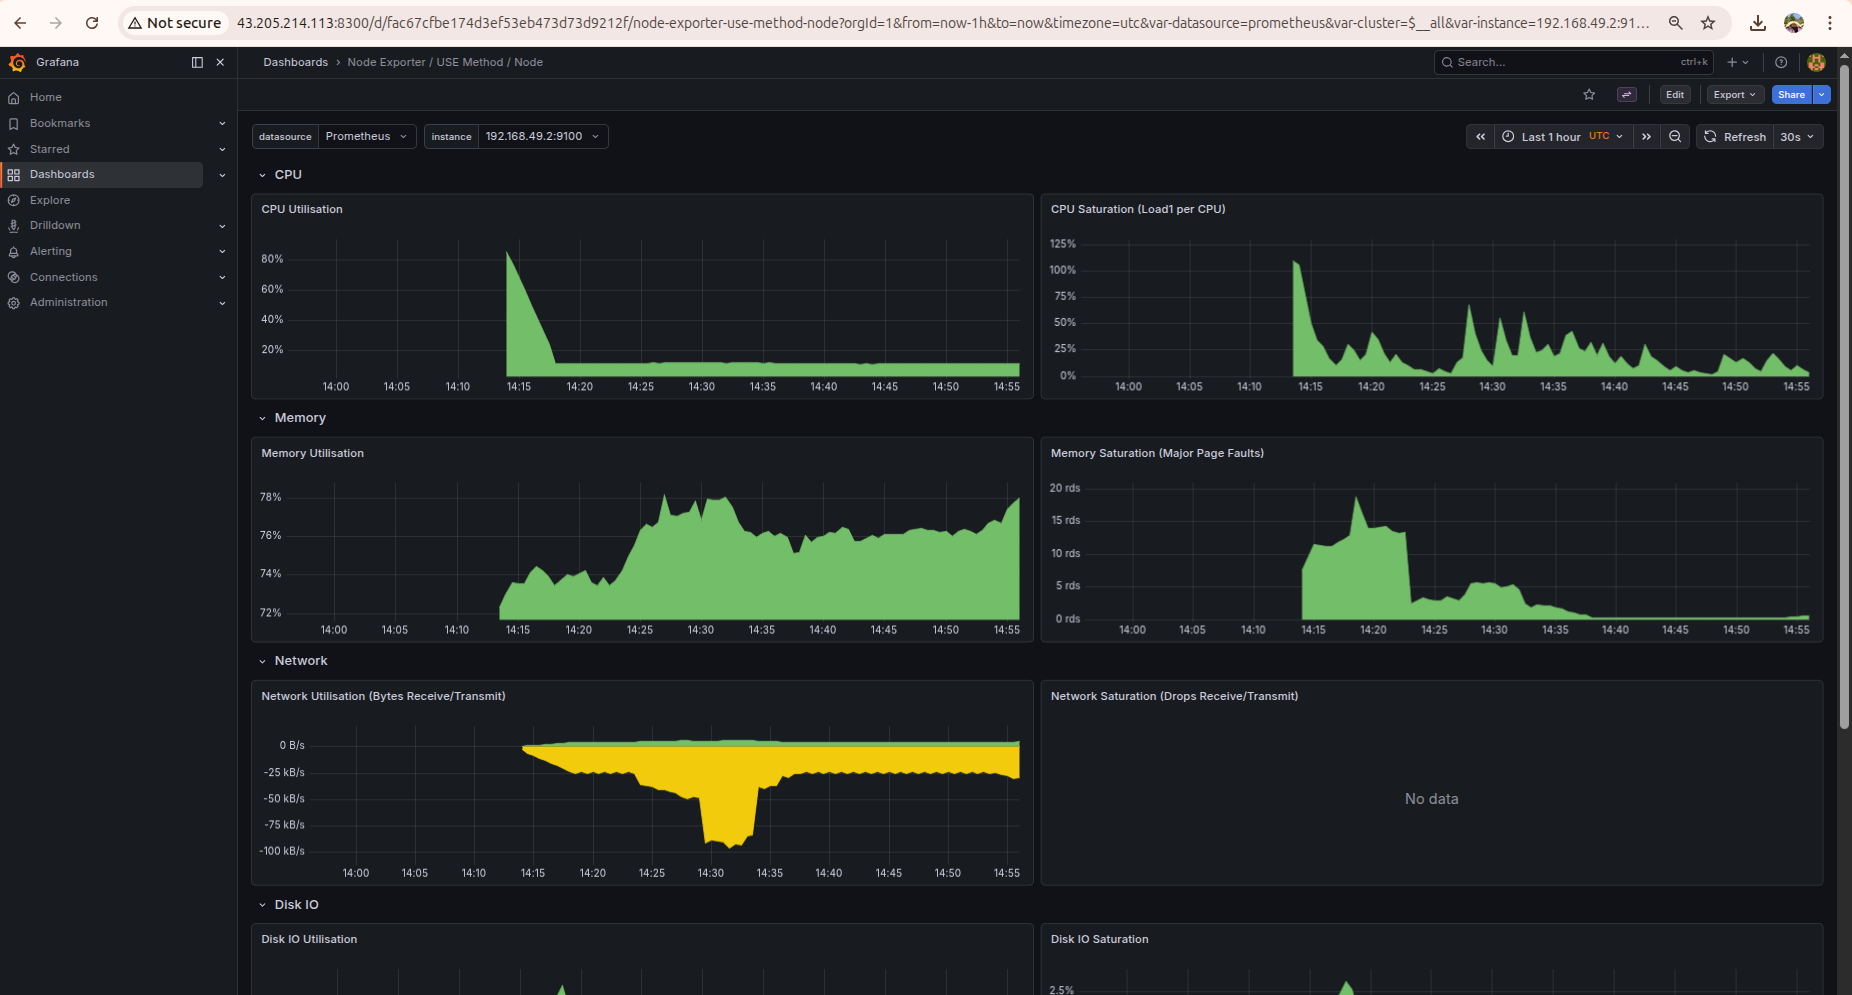 Not secure 43.205.214.113:8300/d/fac67cfbe174d3ef53eb473d73d9212f/node-exporter-use-method-node?orgId=1&from=now-1h&to=now&timezone=utc&var-datasource=prometheus&var-cluster=$__all&var-instance=192.168.49.2:91...
Grafana
Dashboards › Node Exporter / USE Method / Node
Search... ctrl+k
Edit Export Share
Home
Bookmarks
Starred
Dashboards
Explore
Drilldown
Alerting
Connections
Administration
datasource Prometheus instance 192.168.49.2:9100
Last 1 hour UTC Refresh 30s
CPU
CPU Utilisation
80%
60%
40%
20%
14:00 14:05 14:10 14:15 14:20 14:25 14:30 14:35 14:40 14:45 14:50 14:55
CPU Saturation (Load1 per CPU)
125%
100%
75%
50%
25%
0%
14:00 14:05 14:10 14:15 14:20 14:25 14:30 14:35 14:40 14:45 14:50 14:55
Memory
Memory Utilisation
78%
76%
74%
72%
14:00 14:05 14:10 14:15 14:20 14:25 14:30 14:35 14:40 14:45 14:50 14:55
Memory Saturation (Major Page Faults)
20 rds
15 rds
10 rds
5 rds
0 rds
14:00 14:05 14:10 14:15 14:20 14:25 14:30 14:35 14:40 14:45 14:50 14:55
Network
Network Utilisation (Bytes Receive/Transmit)
0 B/s
-25 kB/s
-50 kB/s
-75 kB/s
-100 kB/s
14:00 14:05 14:10 14:15 14:20 14:25 14:30 14:35 14:40 14:45 14:50 14:55
Network Saturation (Drops Receive/Transmit)
No data
Disk IO
Disk IO Utilisation
Disk IO Saturation
2.5%